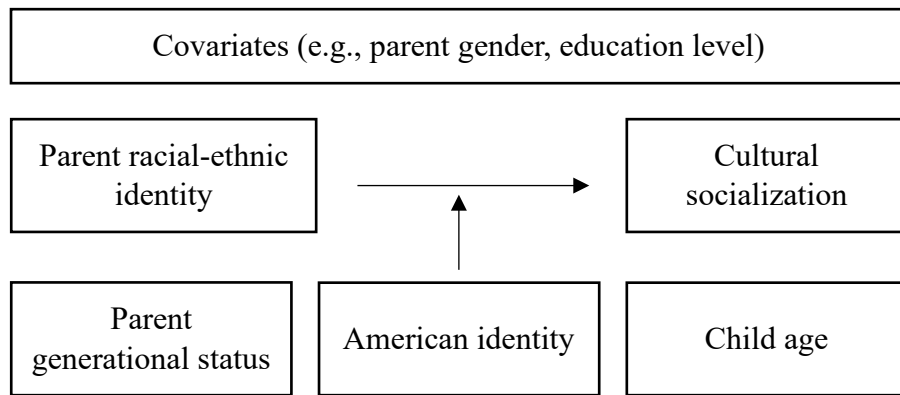 Covariates (e.g., parent gender, education level)
Parent racial-ethnic
identity
Cultural
socialization
Parent
generational status
American identity
Child age